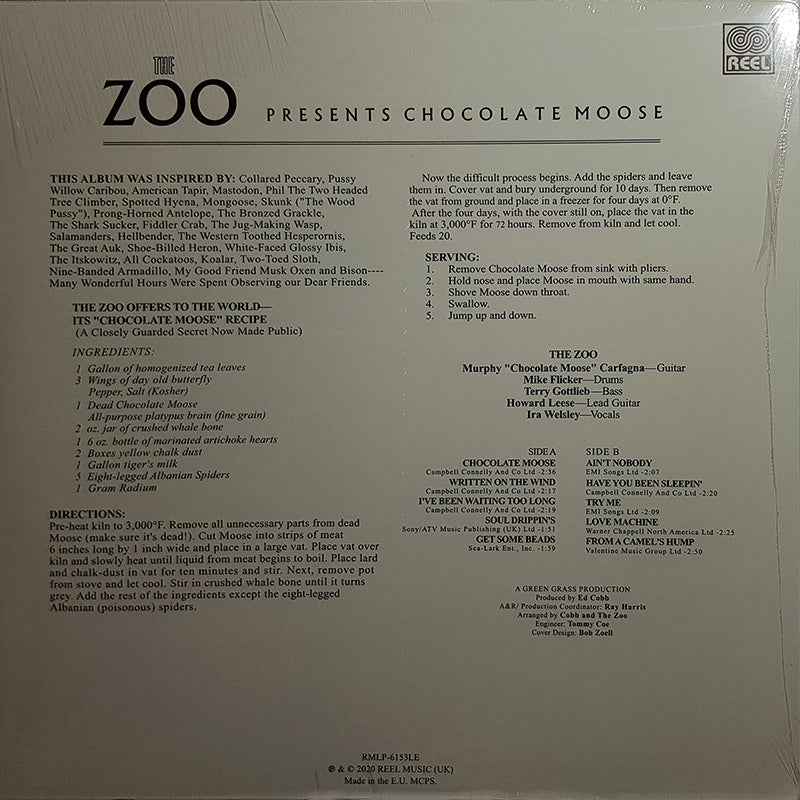 THE
ZOO PRESENTS CHOCOLATE MOOSE
REEL
THIS ALBUM WAS INSPIRED BY: Collared Peccary, Pussy
Willow Caribou, American Tapir, Mastodon, Phil The Two Headed
Tree Climber, Spotted Hyena, Mongoose, Skunk ("The Wood
Pussy"), Prong-Horned Antelope, The Bronzed Grackle,
The Shark Sucker, Fiddler Crab, The Jug-Making Wasp,
Salamanders, Hellbender, The Western Toothed Hesperornis,
The Great Auk, Shoe-Billed Heron, White-Faced Glossy Ibis,
The Itskowitz, All Cockatoos, Koalar, Two-Toed Sloth,
Nine-Banded Armadillo, My Good Friend Musk Oxen and Bison----
Many Wonderful Hours Were Spent Observing our Dear Friends.
THE ZOO OFFERS TO THE WORLD—
ITS "CHOCOLATE MOOSE" RECIPE
(A Closely Guarded Secret Now Made Public)
INGREDIENTS:
1 Gallon of homogenized tea leaves
3 Wings of day old butterfly
Pepper, Salt (Kosher)
1 Dead Chocolate Moose
All-purpose platypus brain (fine grain)
2 oz. jar of crushed whale bone
1 6 oz. bottle of marinated artichoke hearts
2 Boxes yellow chalk dust
1 Gallon tiger's milk
5 Eight-legged Albanian Spiders
1 Gram Radium
DIRECTIONS:
Pre-heat kiln to 3,000°F. Remove all unnecessary parts from dead
Moose (make sure it's dead!). Cut Moose into strips of meat
6 inches long by 1 inch wide and place in a large vat. Place vat over
kiln and slowly heat until liquid from meat begins to boil. Place lard
and chalk-dust in vat for ten minutes and stir. Next, remove pot
from stove and let cool. Stir in crushed whale bone until it turns
grey. Add the rest of the ingredients except the eight-legged
Albanian (poisonous) spiders.
Now the difficult process begins. Add the spiders and leave
them in. Cover vat and bury underground for 10 days. Then remove
the vat from ground and place in a freezer for four days at 0°F.
After the four days, with the cover still on, place the vat in the
kiln at 3,000°F for 72 hours. Remove from kiln and let cool.
Feeds 20.
SERVING:
1. Remove Chocolate Moose from sink with pliers.
2. Hold nose and place Moose in mouth with same hand.
3. Shove Moose down throat.
4. Swallow.
5. Jump up and down.
THE ZOO
Murphy "Chocolate Moose" Carfagna—Guitar
Mike Flicker—Drums
Terry Gottlieb—Bass
Howard Leese—Lead Guitar
Ira Welsley—Vocals
SIDE A
CHOCOLATE MOOSE
Campbell Connelly And Co Ltd -2:36
WRITTEN ON THE WIND
Campbell Connelly And Co Ltd -2:17
I'VE BEEN WAITING TOO LONG
Campbell Connelly And Co Ltd -2:19
SOUL DRIPPIN'S
Sony/ATV Music Publishing (UK) Ltd -1:51
GET SOME BEADS
Sea-Lark Ent., Inc. -1:59
SIDE B
AIN'T NOBODY
EMI Songs Ltd -2:07
HAVE YOU BEEN SLEEPIN'
Campbell Connelly And Co Ltd -2:20
TRY ME
EMI Songs Ltd -2:09
LOVE MACHINE
Warner Chappell North America Ltd -2:25
FROM A CAMEL'S HUMP
Valentine Music Group Ltd -2:50
A GREEN GRASS PRODUCTION
Produced by Ed Cobb
A&R/ Production Coordinator: Ray Harris
Arranged by Cobb and The Zoo
Engineer: Tommy Coe
Cover Design: Bob Zoell
RMLP-6153LE
℗ & © 2020 REEL MUSIC (UK)
Made in the E.U. MCPS.